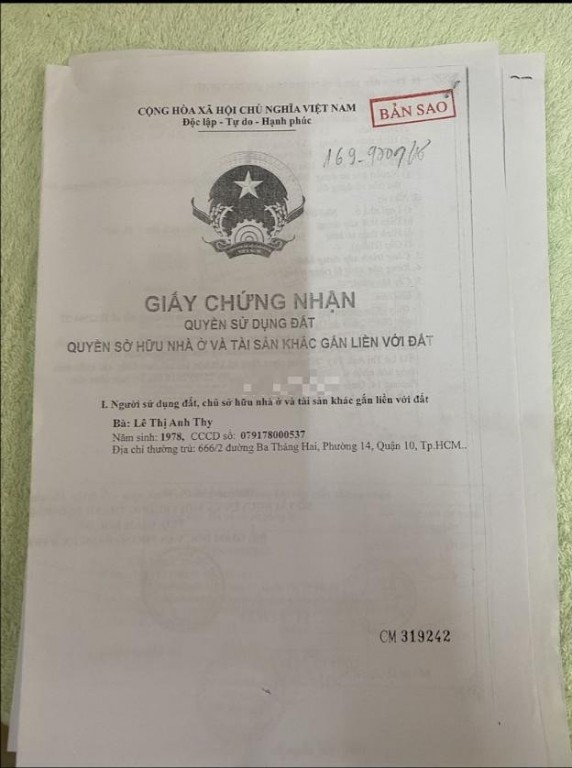 CỘNG HÒA XÃ HỘI CHỦ NGHĨA VIỆT NAM
Độc lập - Tự do - Hạnh phúc
BẢN SAO
GIẤY CHỨNG NHẬN
QUYỀN SỬ DỤNG ĐẤT
QUYỀN SỞ HỮU NHÀ Ở VÀ TÀI SẢN KHÁC GẮN LIỀN VỚI ĐẤT
I. Người sử dụng đất, chủ sở hữu nhà ở và tài sản khác gắn liền với đất
Bà: Lê Thị Anh Thy
Năm sinh: 1978, CCCD số: 079178000537
Địa chỉ thường trú: 666/2 đường Ba Tháng Hai, Phường 14, Quận 10, Tp.HCM..
CM 319242